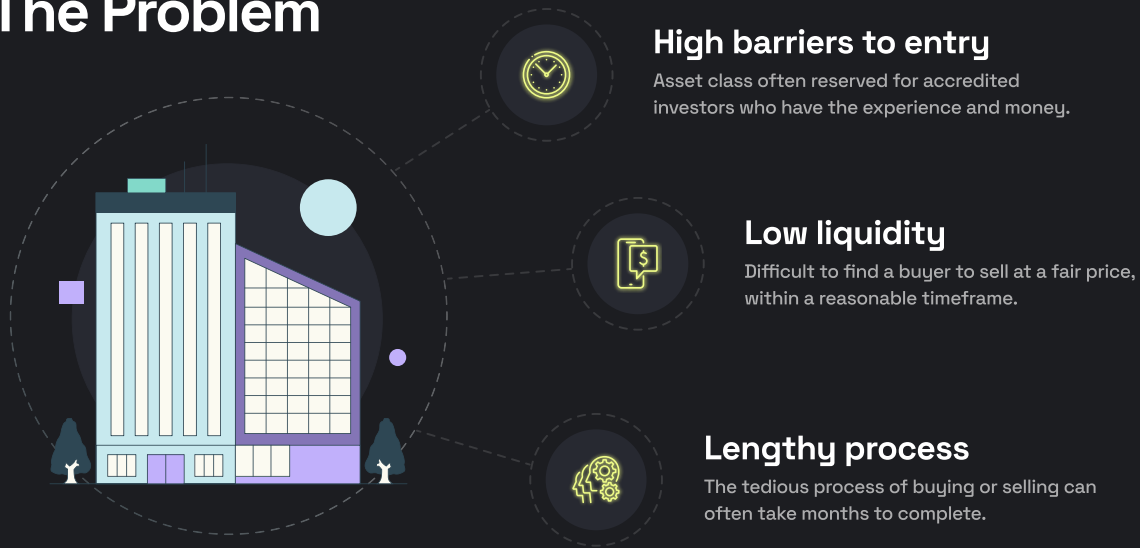 The Problem
High barriers to entry
Asset class often reserved for accredited
investors who have the experience and money.
Low liquidity
Difficult to find a buyer to sell at a fair price,
within a reasonable timeframe.
$
Lengthy process
The tedious process of buying or selling can
often take months to complete.